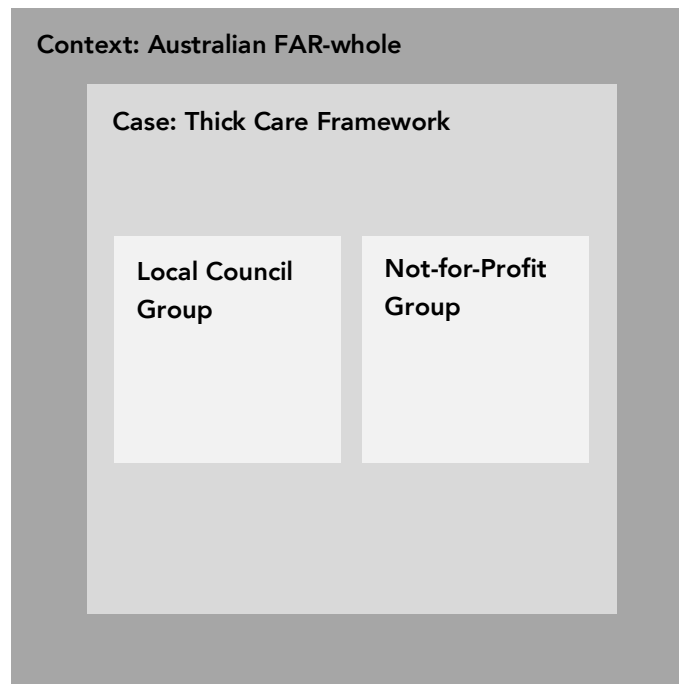 Context: Australian FAR-whole
Case: Thick Care Framework
Local Council
Group
Not-for-Profit
Group